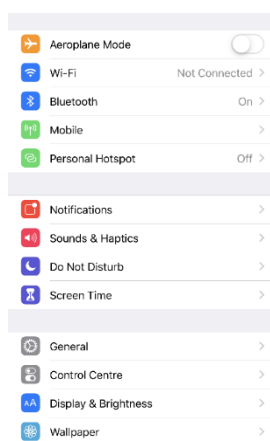 Aeroplane Mode
Wi-Fi Not Connected
Bluetooth On
Mobile
Personal Hotspot Off
Notifications
Sounds & Haptics
Do Not Disturb
Screen Time
General
Control Centre
AA Display & Brightness
Wallpaper